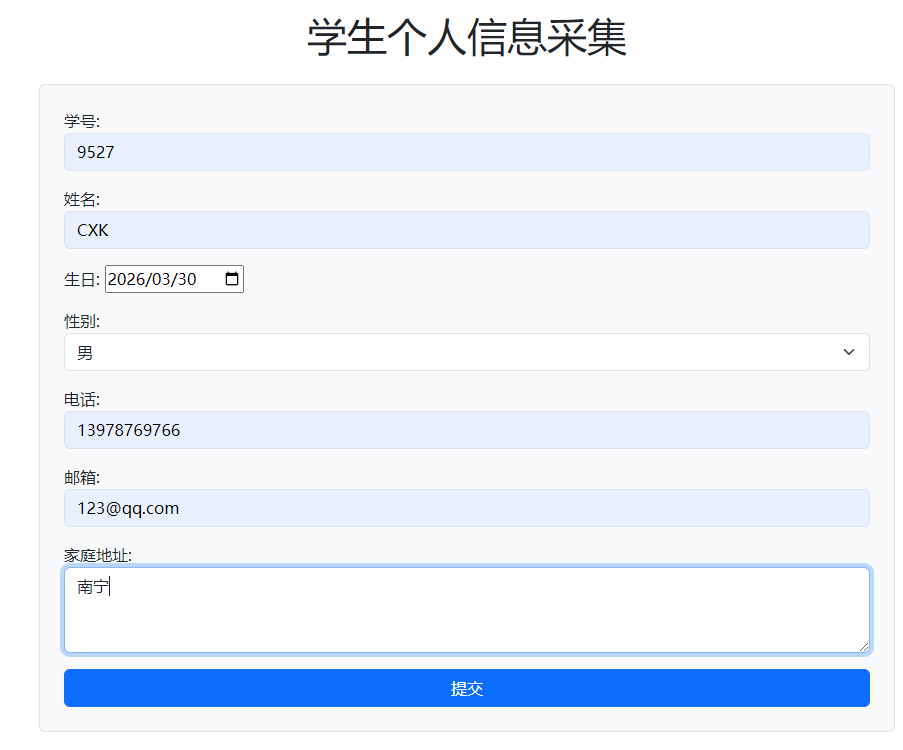 学生个人信息采集
学号:
9527
姓名:
CXK
生日: 2026/03/30
性别:
男
电话:
13978769766
邮箱:
123@qq.com
家庭地址:
南宁
提交